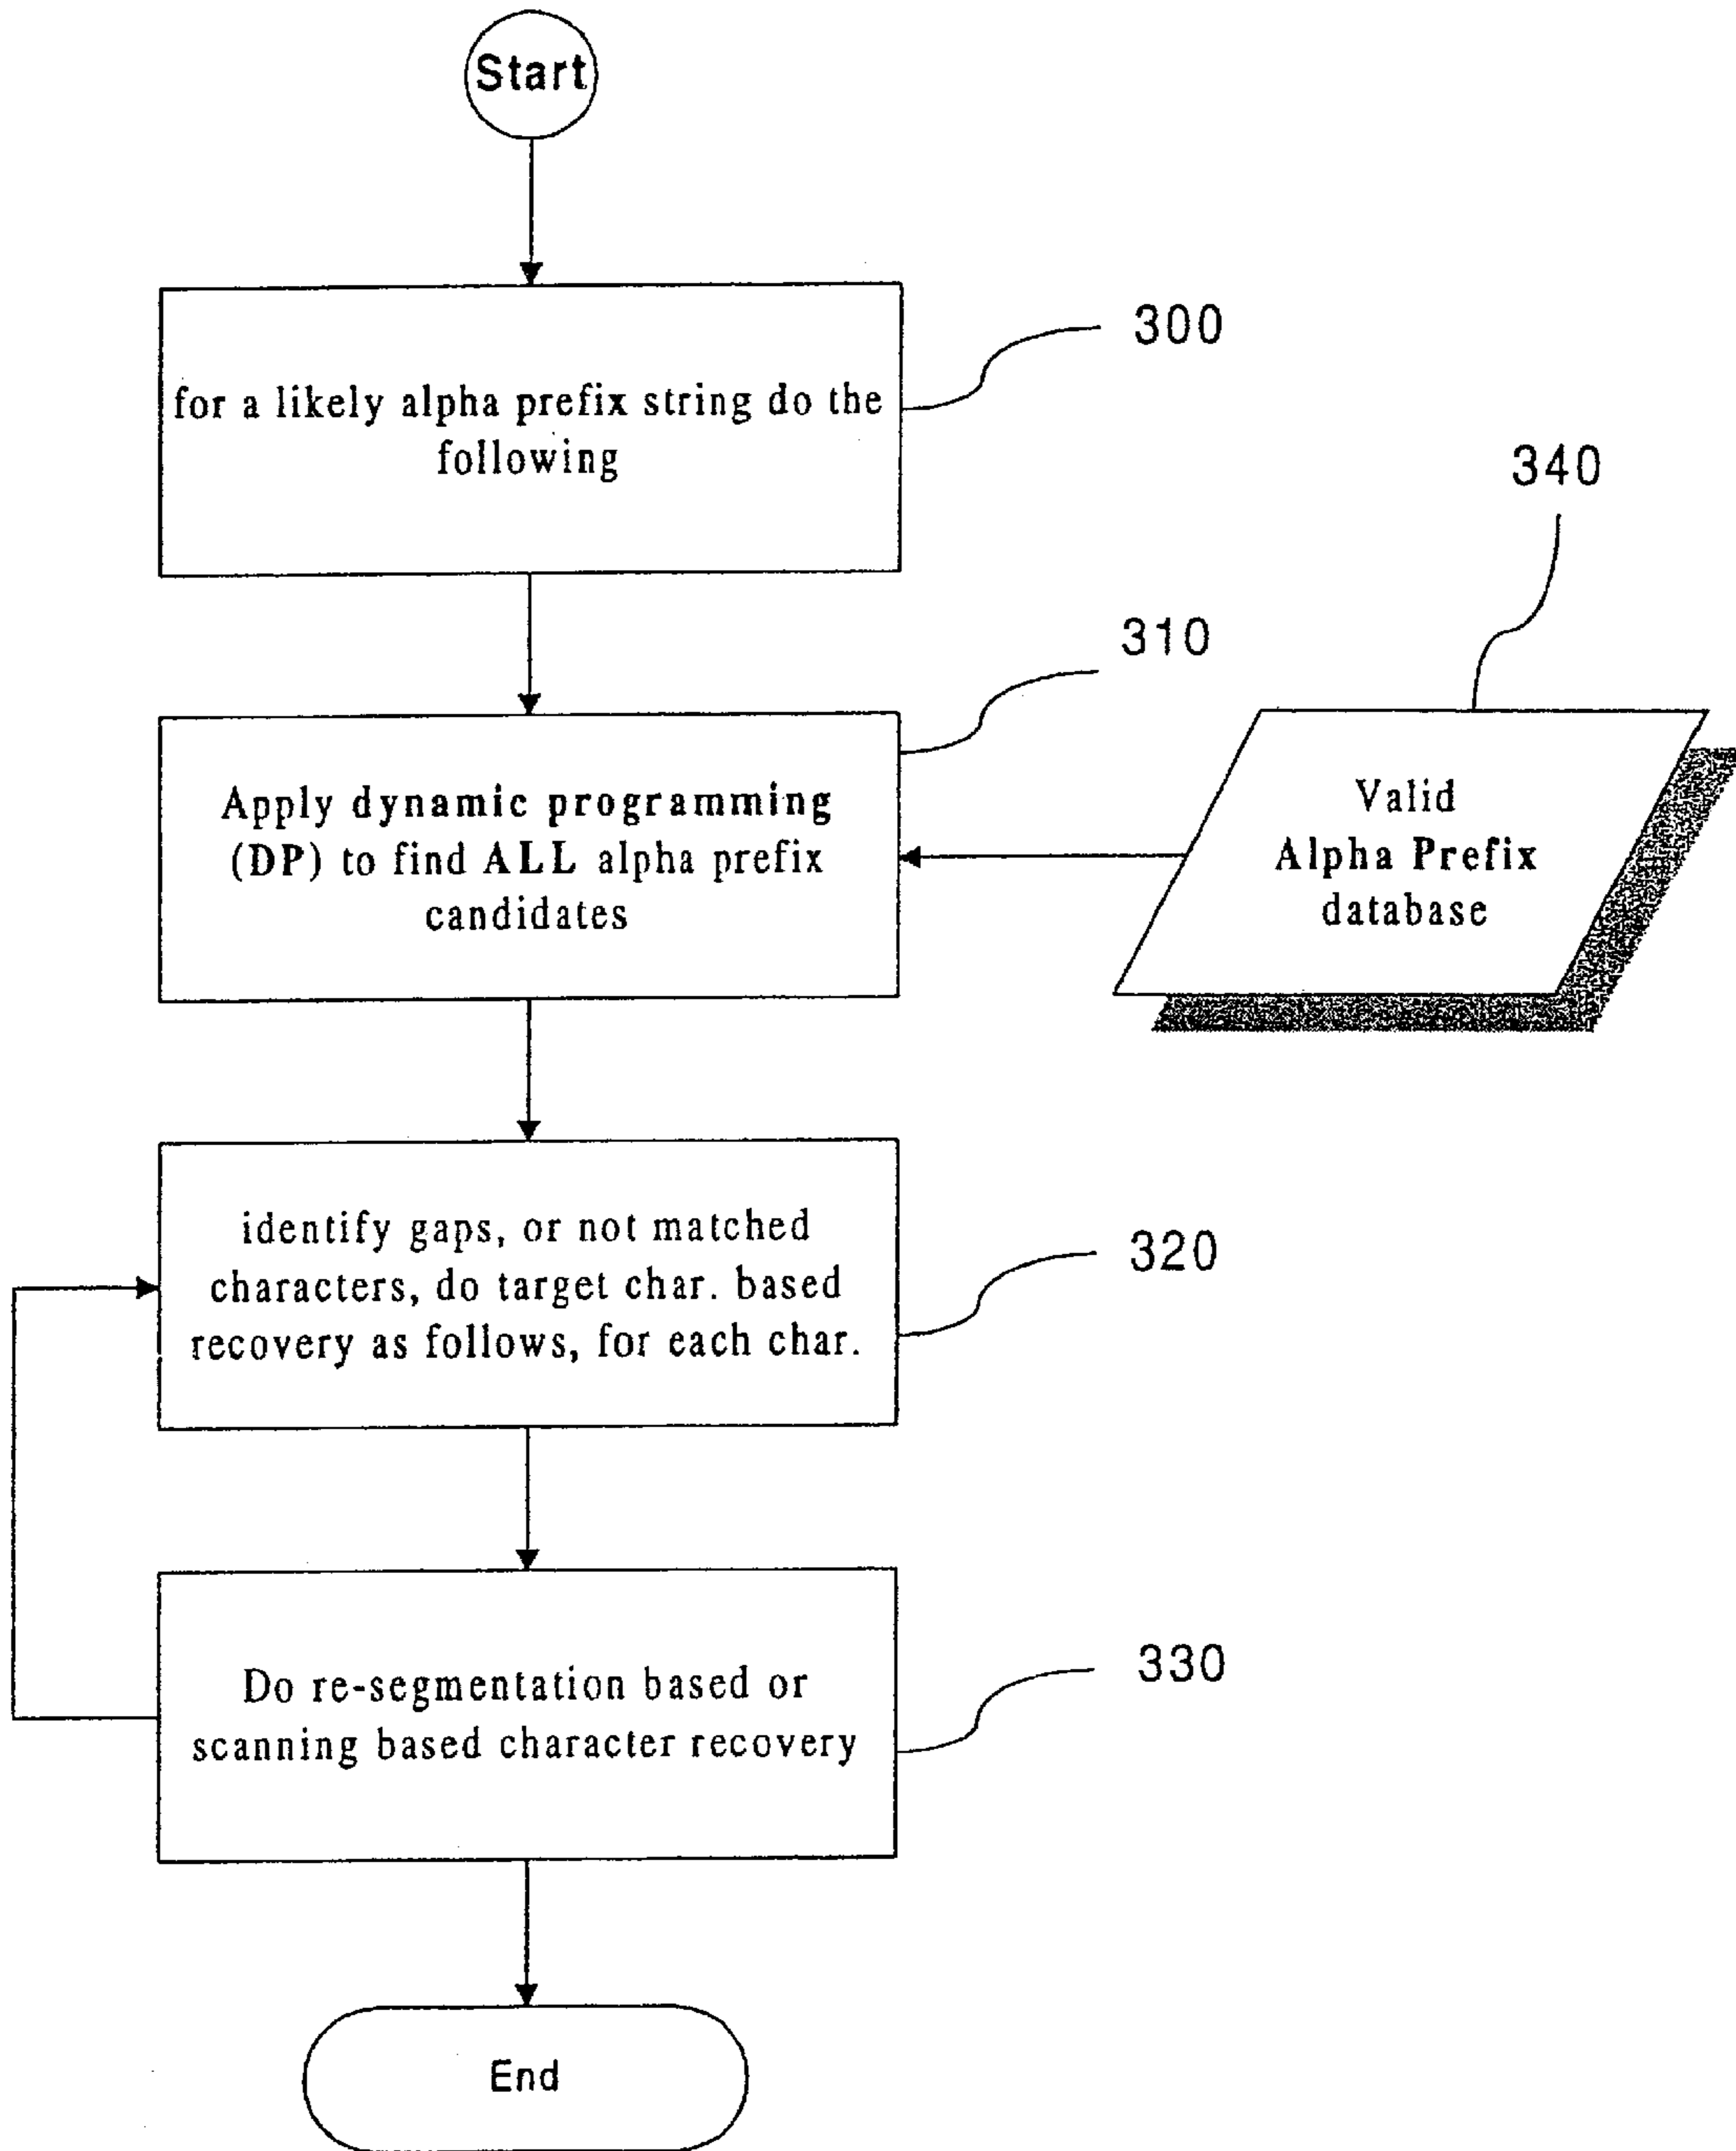 Start
300
for a likely alpha prefix string do the
following
340
310
Apply dynamic programming
(DP) to find ALL alpha prefix
candidates
Valid
Alpha Prefix
database
identify gaps, or not matched
characters, do target char. based
recovery as follows, for each char.
320
Do re-segmentation based or
scanning based character recovery
330
End